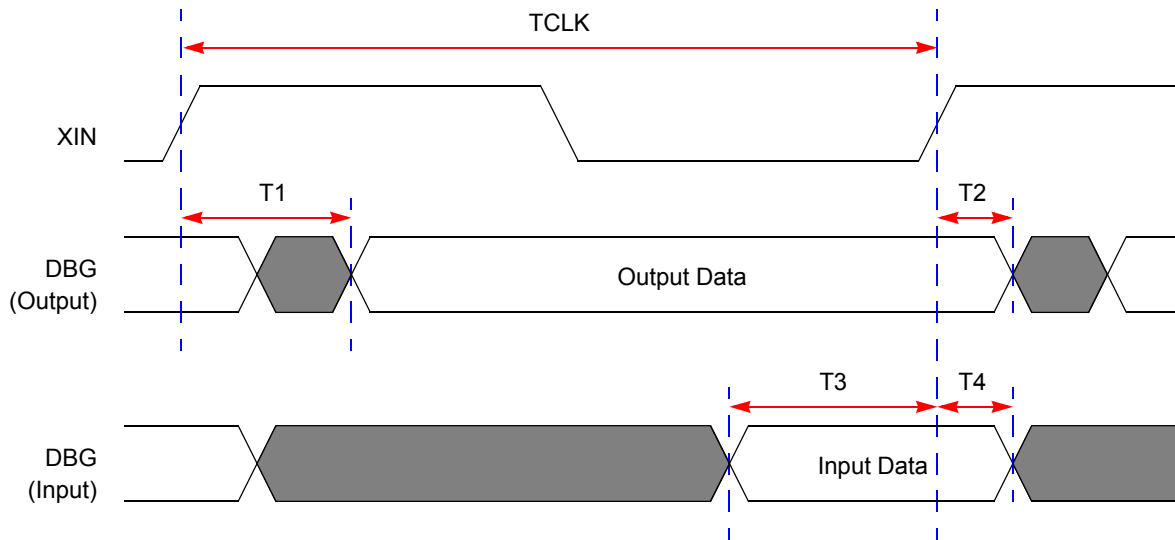 TCLK
XIN
T1
T2
DBG
(Output)
Output Data
T3
T4
DBG
(Input)
Input Data